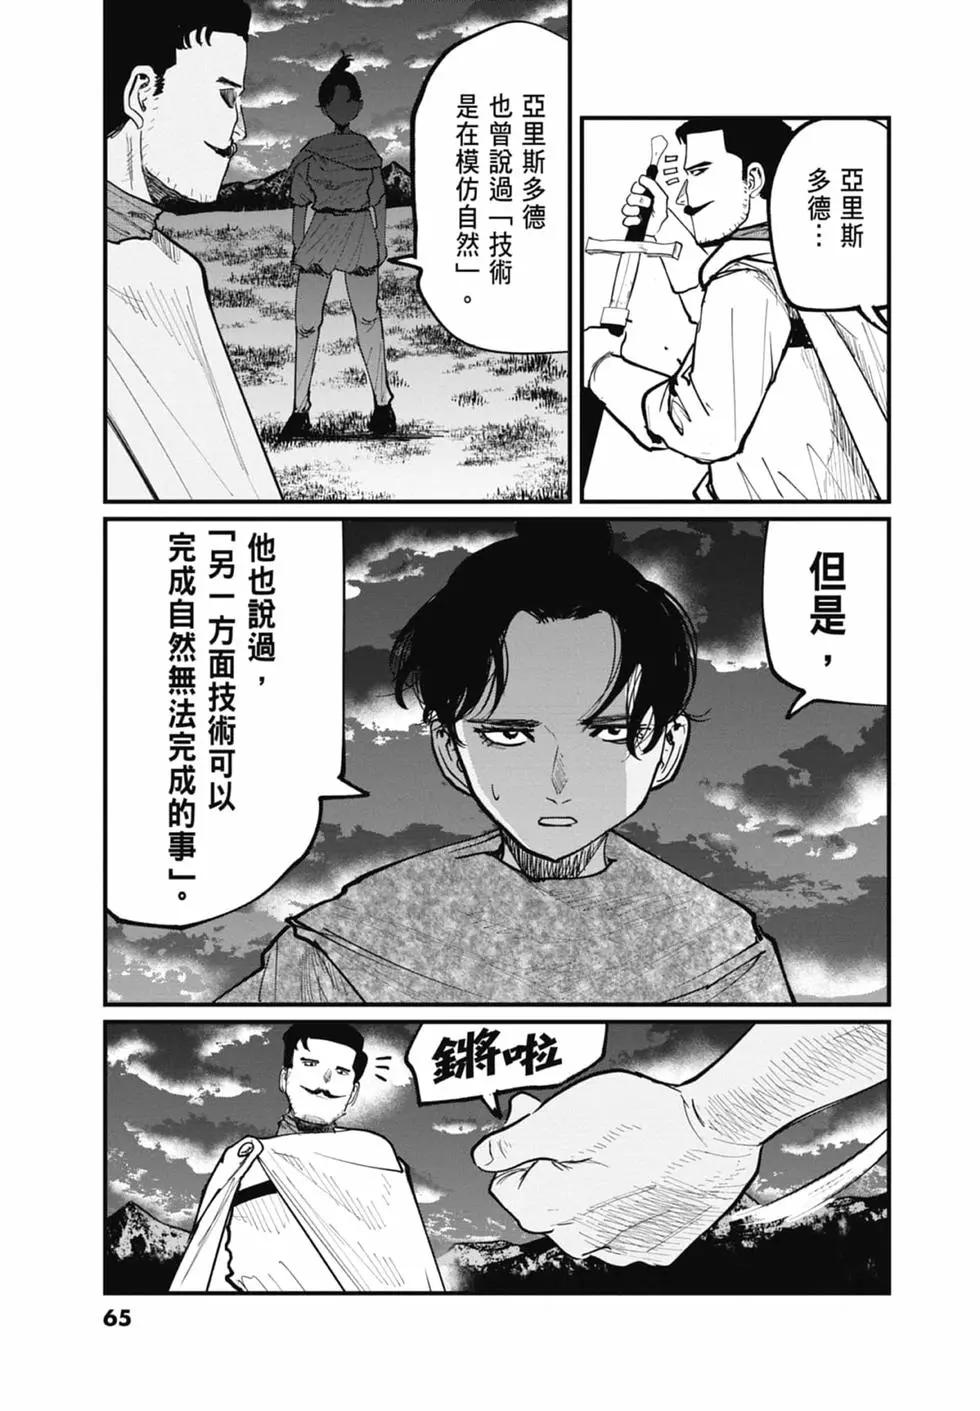 亞里斯
多德…
亞里斯多德
也曾說過「技術
是在模仿自然」。
但是，
他也說過，
「另一方面技術可以
完成自然無法完成的事」。
鏘啷
65